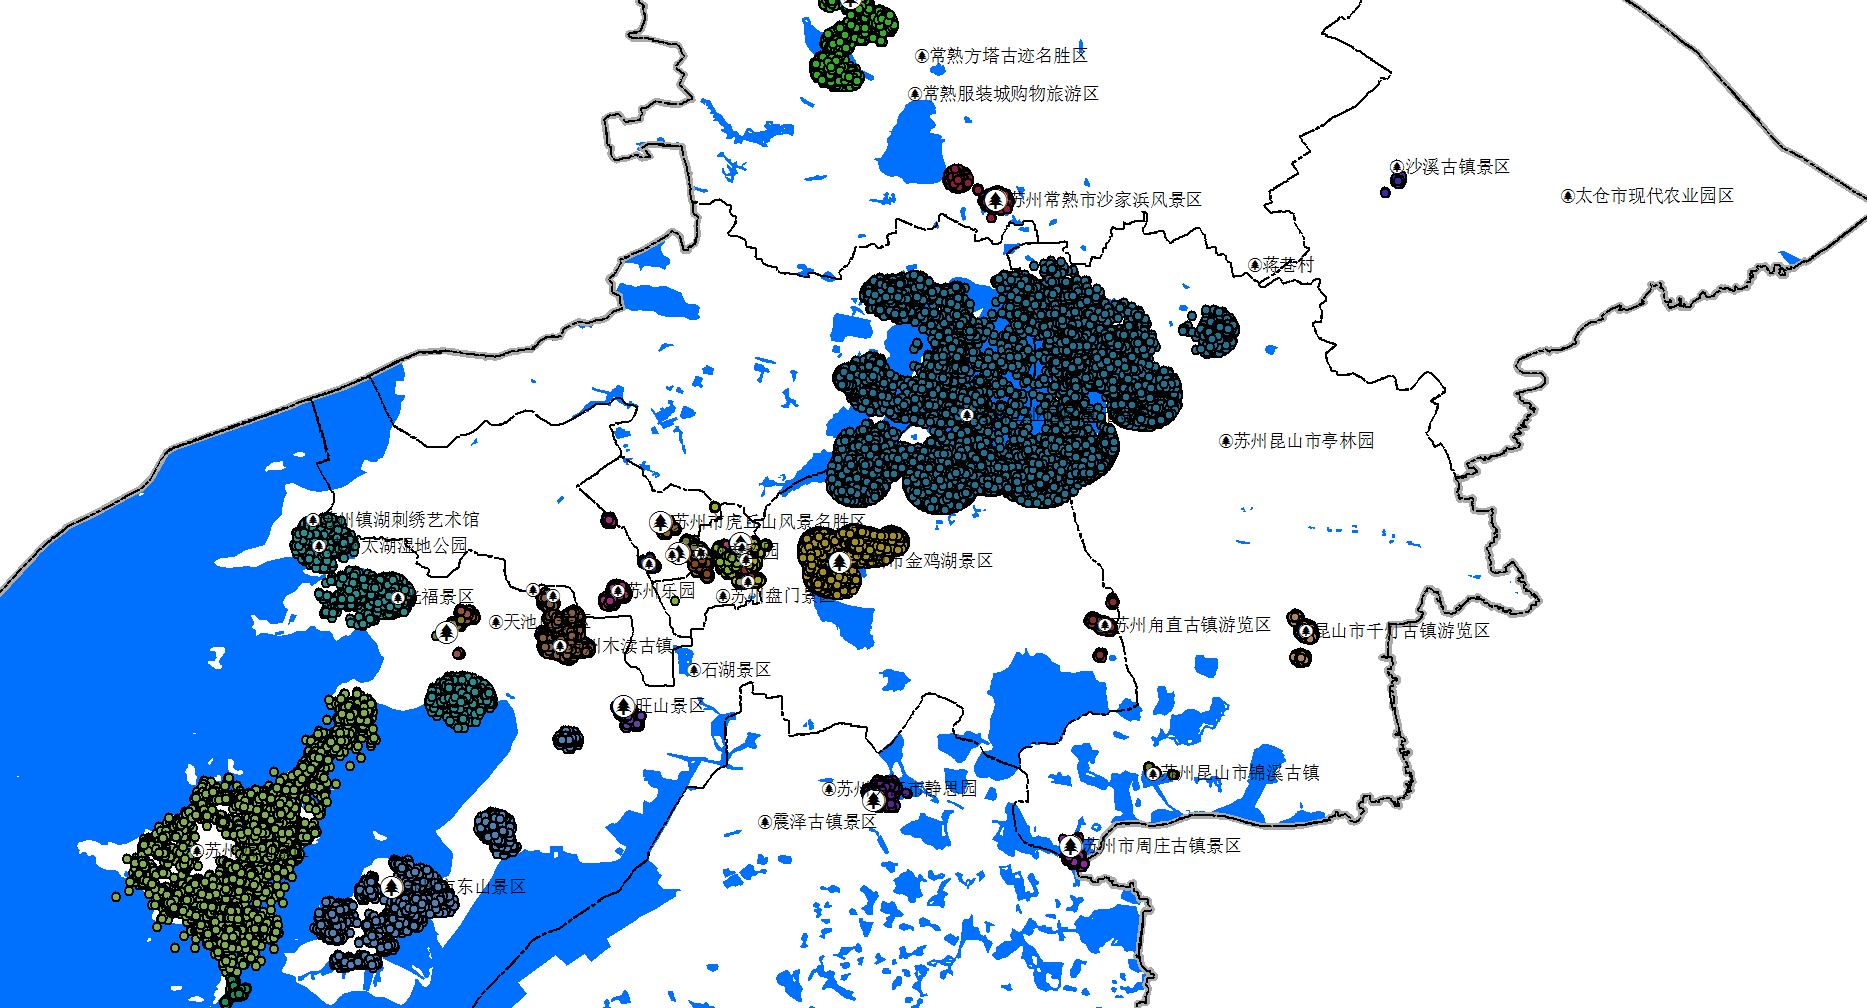 常熟方塔古迹名胜区
常熟服装城购物旅游区
沙溪古镇景区
太仓市现代农业园区
苏州常熟市沙家浜风景区
蒋巷村
苏州昆山市亭林园
州镇湖刺绣艺术馆
苏州市虎丘山风景名胜区
太湖湿地公园
园
市金鸡湖景区
福景区
苏州乐园
苏州盘门景区
天池
苏州甪直古镇游览区
昆山市千灯古镇游览区
州木渎古镇
石湖景区
旺山景区
苏州昆山市锦溪古镇
苏州 市静思园
震泽古镇景区
苏州市周庄古镇景区
苏州
东山景区